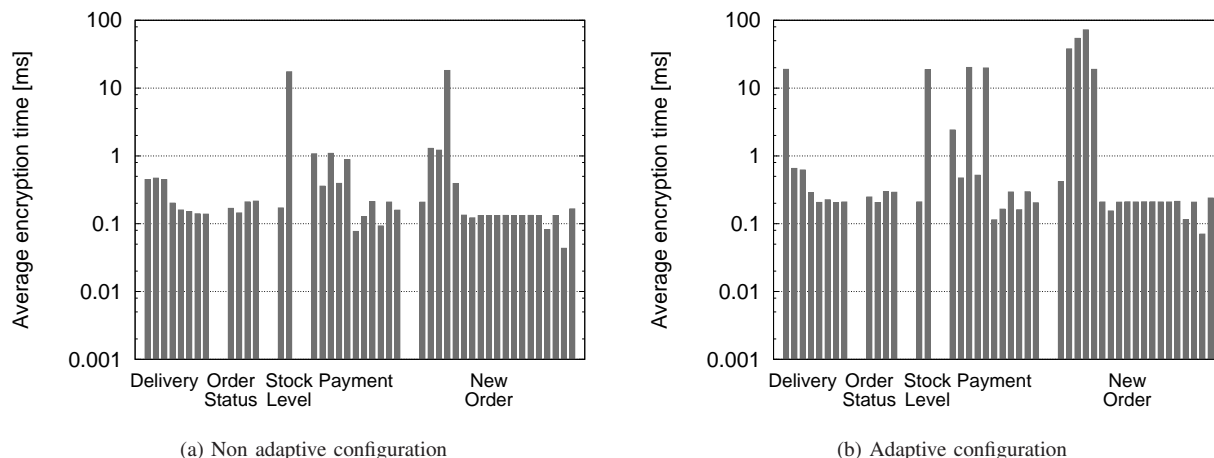 Average encryption time [ms]
100
10
1
0.1
0.01
0.001
Delivery Order Stock Payment New
Status Level Order
(a) Non adaptive configuration
Average encryption time [ms]
100
10
1
0.1
0.01
0.001
Delivery Order Stock Payment New
Status Level Order
(b) Adaptive configuration